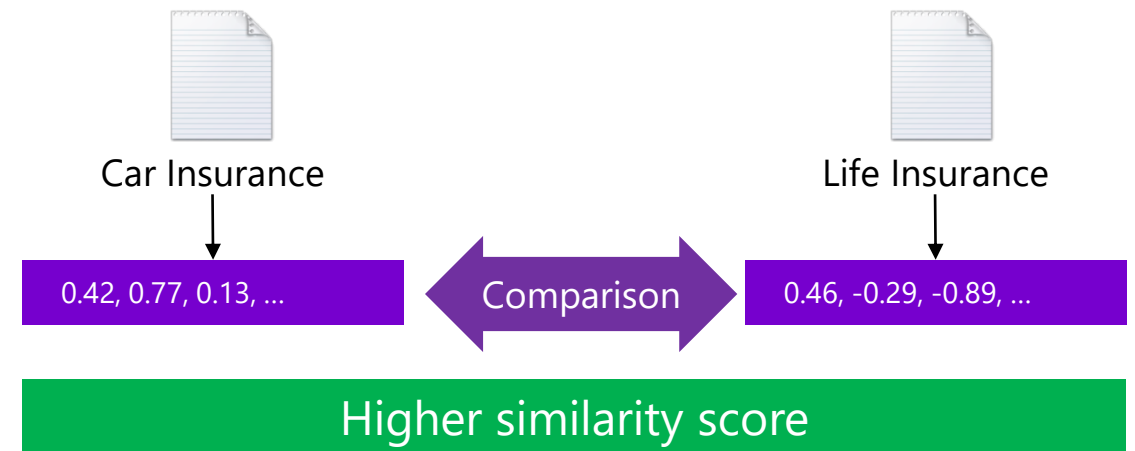 Car Insurance
Life Insurance
0.42, 0.77, 0.13, …
Comparison
0.46, -0.29, -0.89, …
Higher similarity score